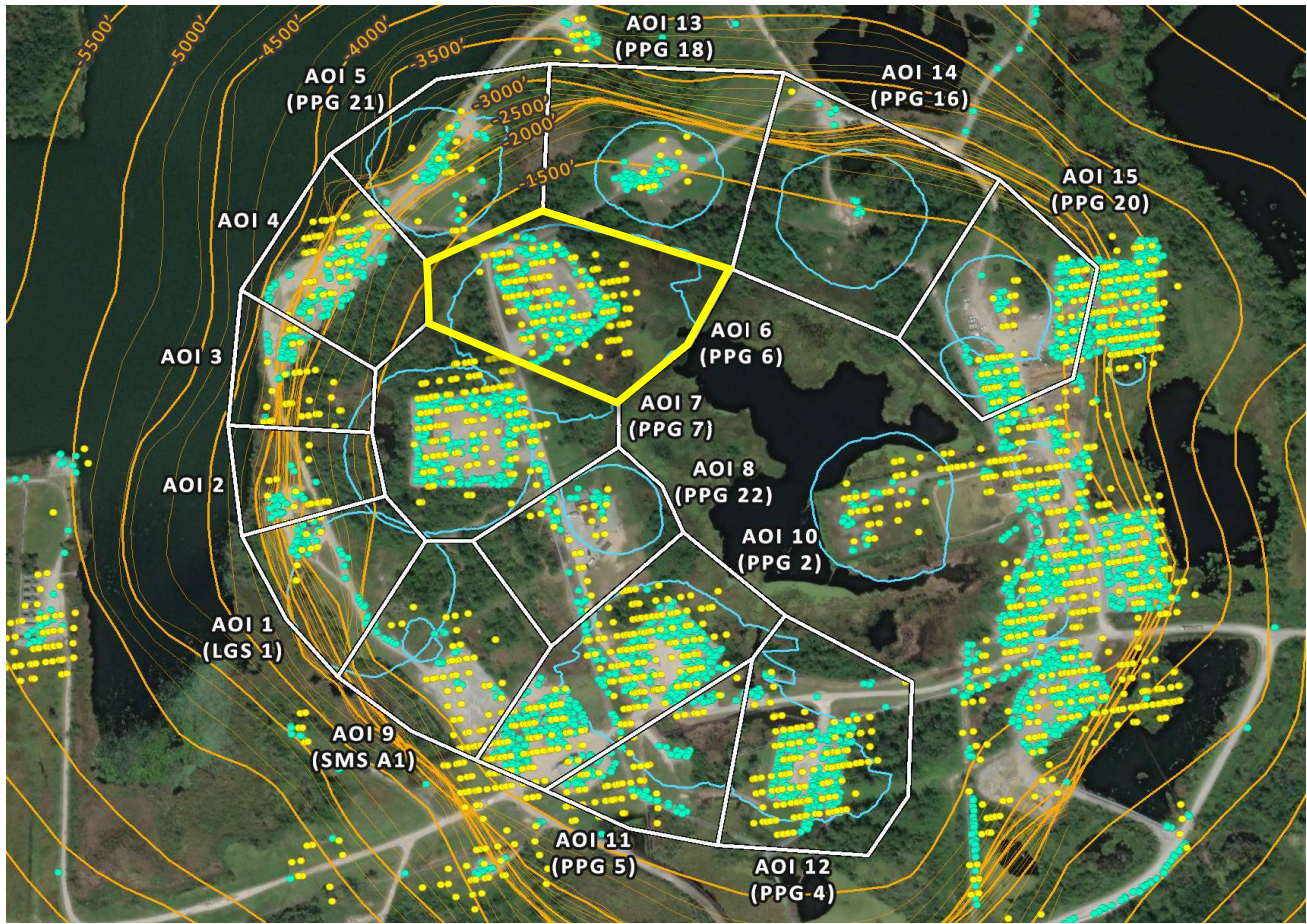 -5500'
-5000'
-4500'
-4000'
-3500'
-3000'
-2500'
-2000'
-1500'
AOI 13
(PPG 18)
AOI 5
(PPG 21)
AOI 14
(PPG 16)
AOI 15
(PPG 20)
AOI 4
AOI 3
AOI 6
(PPG 6)
AOI 7
(PPG 7)
AOI 2
AOI 8
(PPG 22)
AOI 10
(PPG 2)
AOI 1
(LGS 1)
AOI 9
(SMS A1)
AOI 11
(PPG 5)
AOI 12
(PPG 4)